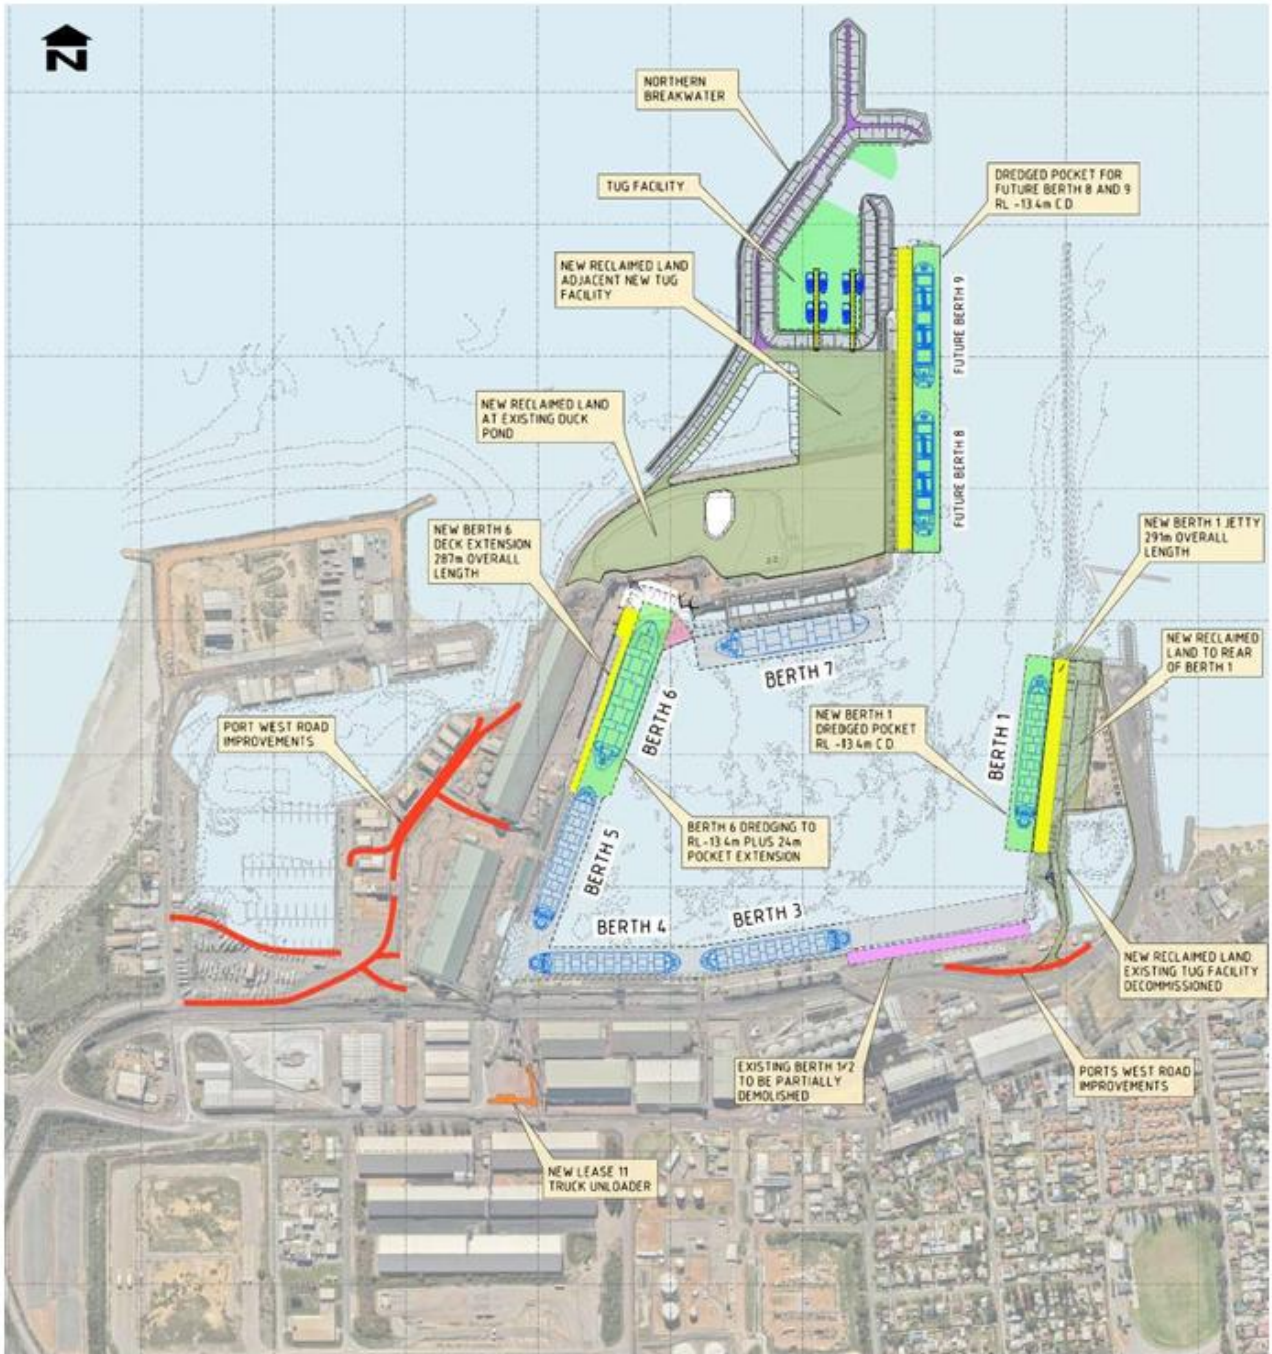 N
NORTHERN
BREAKWATER
TUG FACILITY
DREDGED POCKET FOR
FUTURE BERTH 8 AND 9
RL -13.4m CD
NEW RECLAIMED LAND
ADJACENT NEW TUG
FACILITY
FUTURE BERTH 9
NEW RECLAIMED LAND
AT EXISTING DUCK
POND
FUTURE BERTH 8
NEW BERTH 6
DECK EXTENSION
287m OVERALL
LENGTH
NEW BERTH 1 JETTY
291m OVERALL
LENGTH
NEW RECLAIMED
LAND TO REAR
OF BERTH 1
BERTH 7
BERTH 6
PORT WEST ROAD
IMPROVEMENTS
NEW BERTH 1
DREDGED POCKET
RL -13.4m CD
BERTH 1
BERTH 6 DREDGING TO
RL-13.4m PLUS 24m
POCKET EXTENSION
BERTH 5
BERTH 4
BERTH 3
NEW RECLAIMED LAND
EXISTING TUG FACILITY
DECOMMISSIONED
EXISTING BERTH 1/2
TO BE PARTIALLY
DEMOLISHED
PORTS WEST ROAD
IMPROVEMENTS
NEW LEASE 11
TRUCK UNLOADER